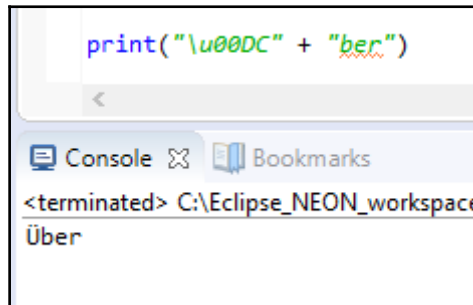 print("\u00DC" + "ber")
Console Bookmarks
<terminated> C:\Eclipse_NEON_workspace
Über